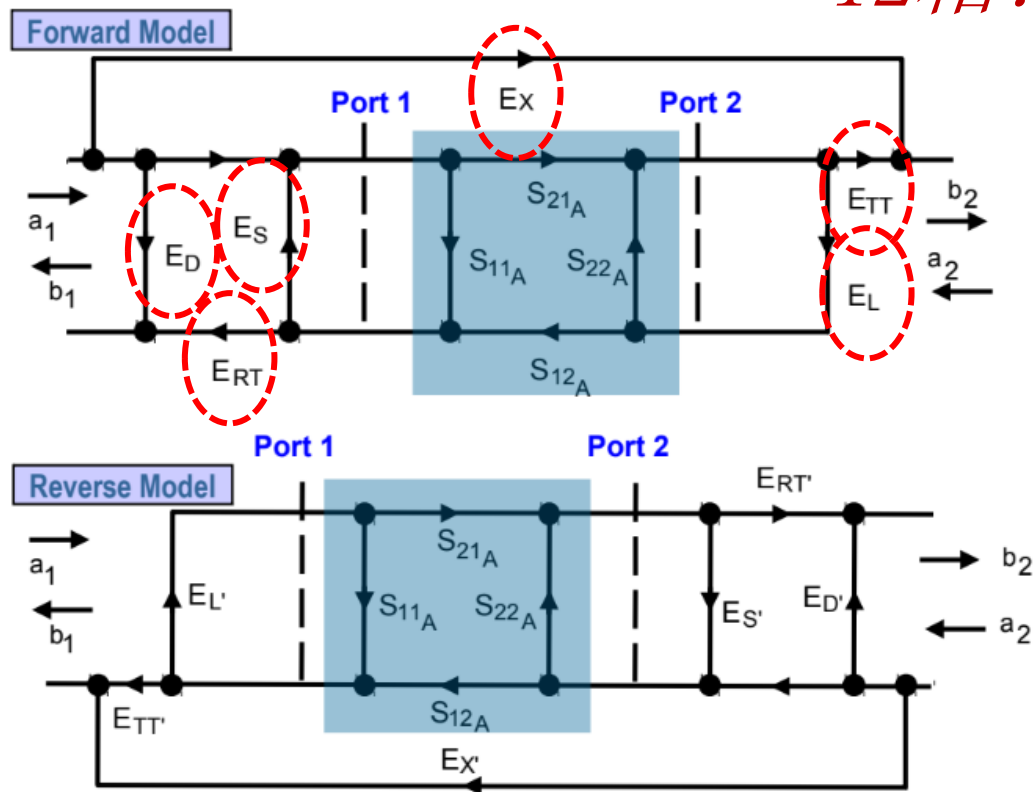 Forward Model
Port 1
EX
Port 2
a1
b1
ED
ES
ERT
S21A
S11A
S22A
S12A
ETT
EL
b2
a2
Port 1
Port 2
Reverse Model
a1
b1
EL'
ETT'
S21A
S11A
S22A
S12A
ERT'
ES'
ED'
b2
a2
EX'